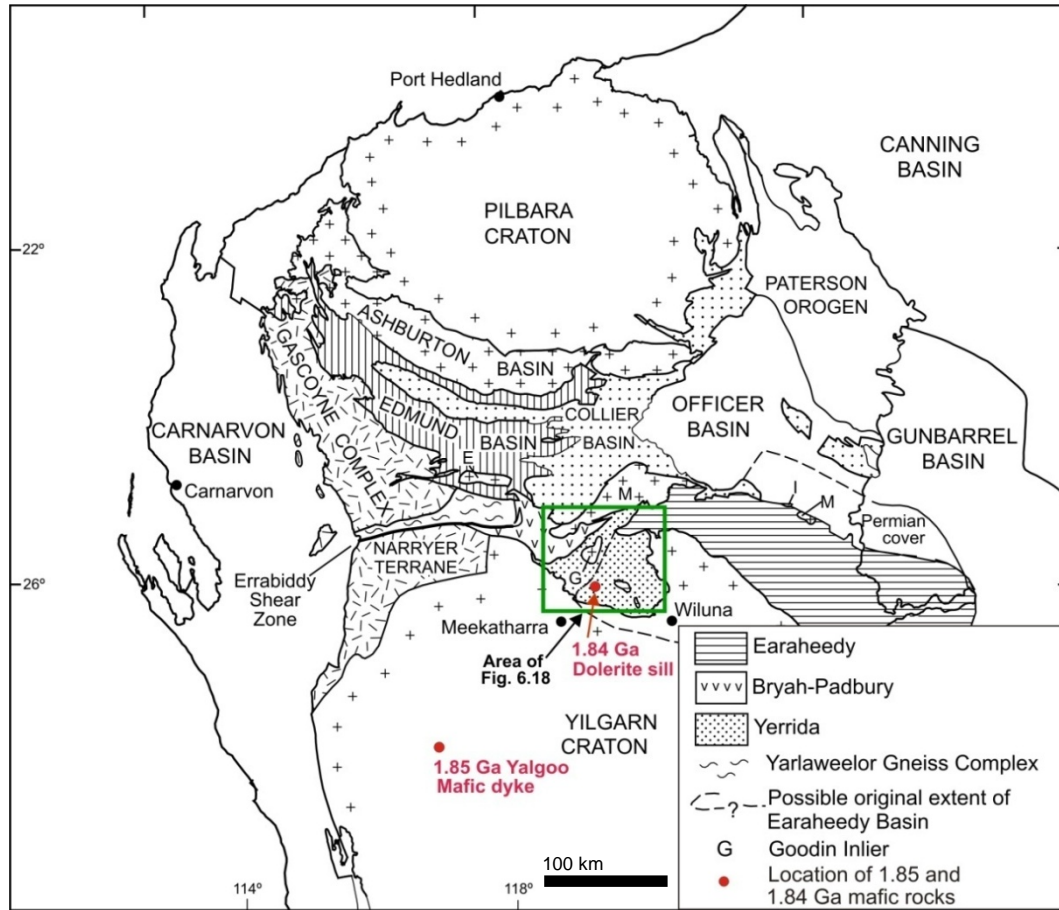 Port Hedland
CANNING
BASIN
PILBARA
CRATON
22°
PATERSON
OROGEN
ASHBURTON
BASIN
GASCOYNE
COMPLEX
EDMUND
BASIN
COLLIER
BASIN
OFFICER
BASIN
GUNBARREL
BASIN
CARNARVON
BASIN
E
Carnarvon
M
I
M
Permian
cover
NARRYER
TERRANE
Errabiddy
Shear
Zone
26°
G
Meekatharra
Wiluna
Area of
Fig. 6.18
1.84 Ga
Dolerite sill
YILGARN
CRATON
1.85 Ga Yalgoo
Mafic dyke
100 km
114°
118°
Earaheedy
v v v v
Bryah-Padbury
Yerrida
Yarlaweelor Gneiss Complex
?
Possible original extent of
Earaheedy Basin
G
Goodin Inlier
Location of 1.85 and
1.84 Ga mafic rocks